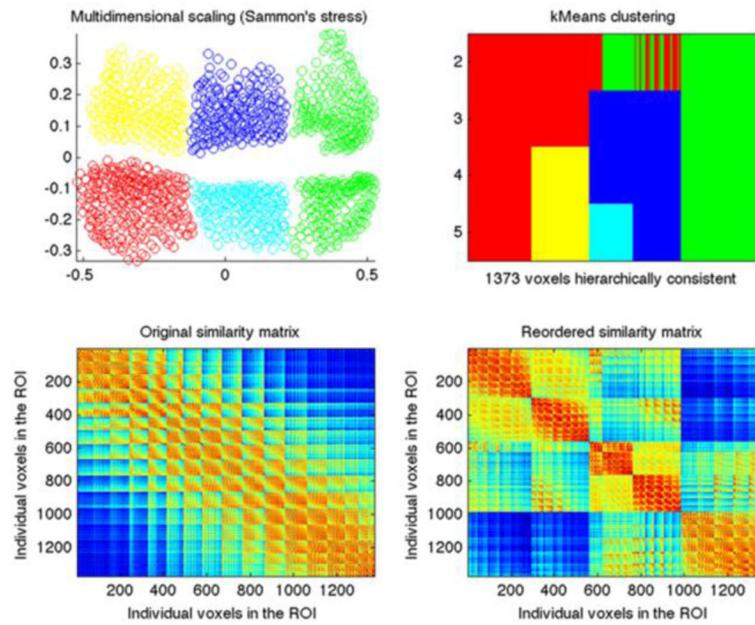 Multidimensional scaling (Sammon's stress)
0.3
0.2
0.1
0
-0.1
-0.2
-0.3
-0.5
0
0.5
kMeans clustering
2
3
4
5
1373 voxels hierarchically consistent
Original similarity matrix
Individual voxels in the ROI
200
400
600
800
1000
1200
200 400 600 800 1000 1200
Individual voxels in the ROI
Reordered similarity matrix
Individual voxels in the ROI
200
400
600
800
1000
1200
200 400 600 800 1000 1200
Individual voxels in the ROI